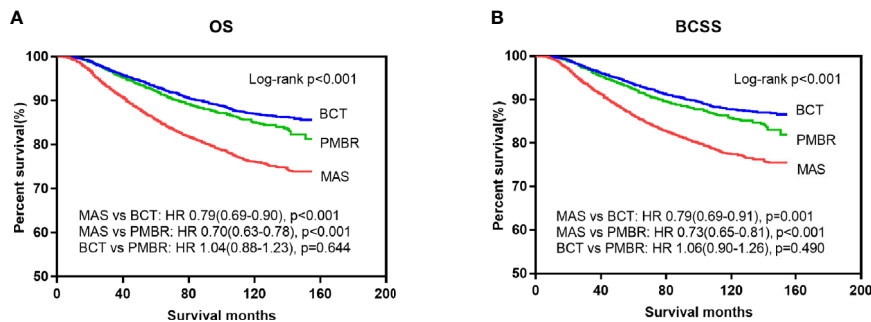 A
OS
Percent survival(%)
100
90
80
70
60
50
Log-rank p<0.001
BCT
PMBR
MAS
MAS vs BCT: HR 0.79(0.69-0.90), p<0.001
MAS vs PMBR: HR 0.70(0.63-0.78), p<0.001
BCT vs PMBR: HR 1.04(0.88-1.23), p=0.644
0 40 80 120 160 200
Survival months
B
BCSS
Percent survival(%)
100
90
80
70
60
50
Log-rank p<0.001
BCT
PMBR
MAS
MAS vs BCT: HR 0.79(0.69-0.91), p=0.001
MAS vs PMBR: HR 0.73(0.65-0.81), p<0.001
BCT vs PMBR: HR 1.06(0.90-1.26), p=0.490
0 40 80 120 160 200
Survival months